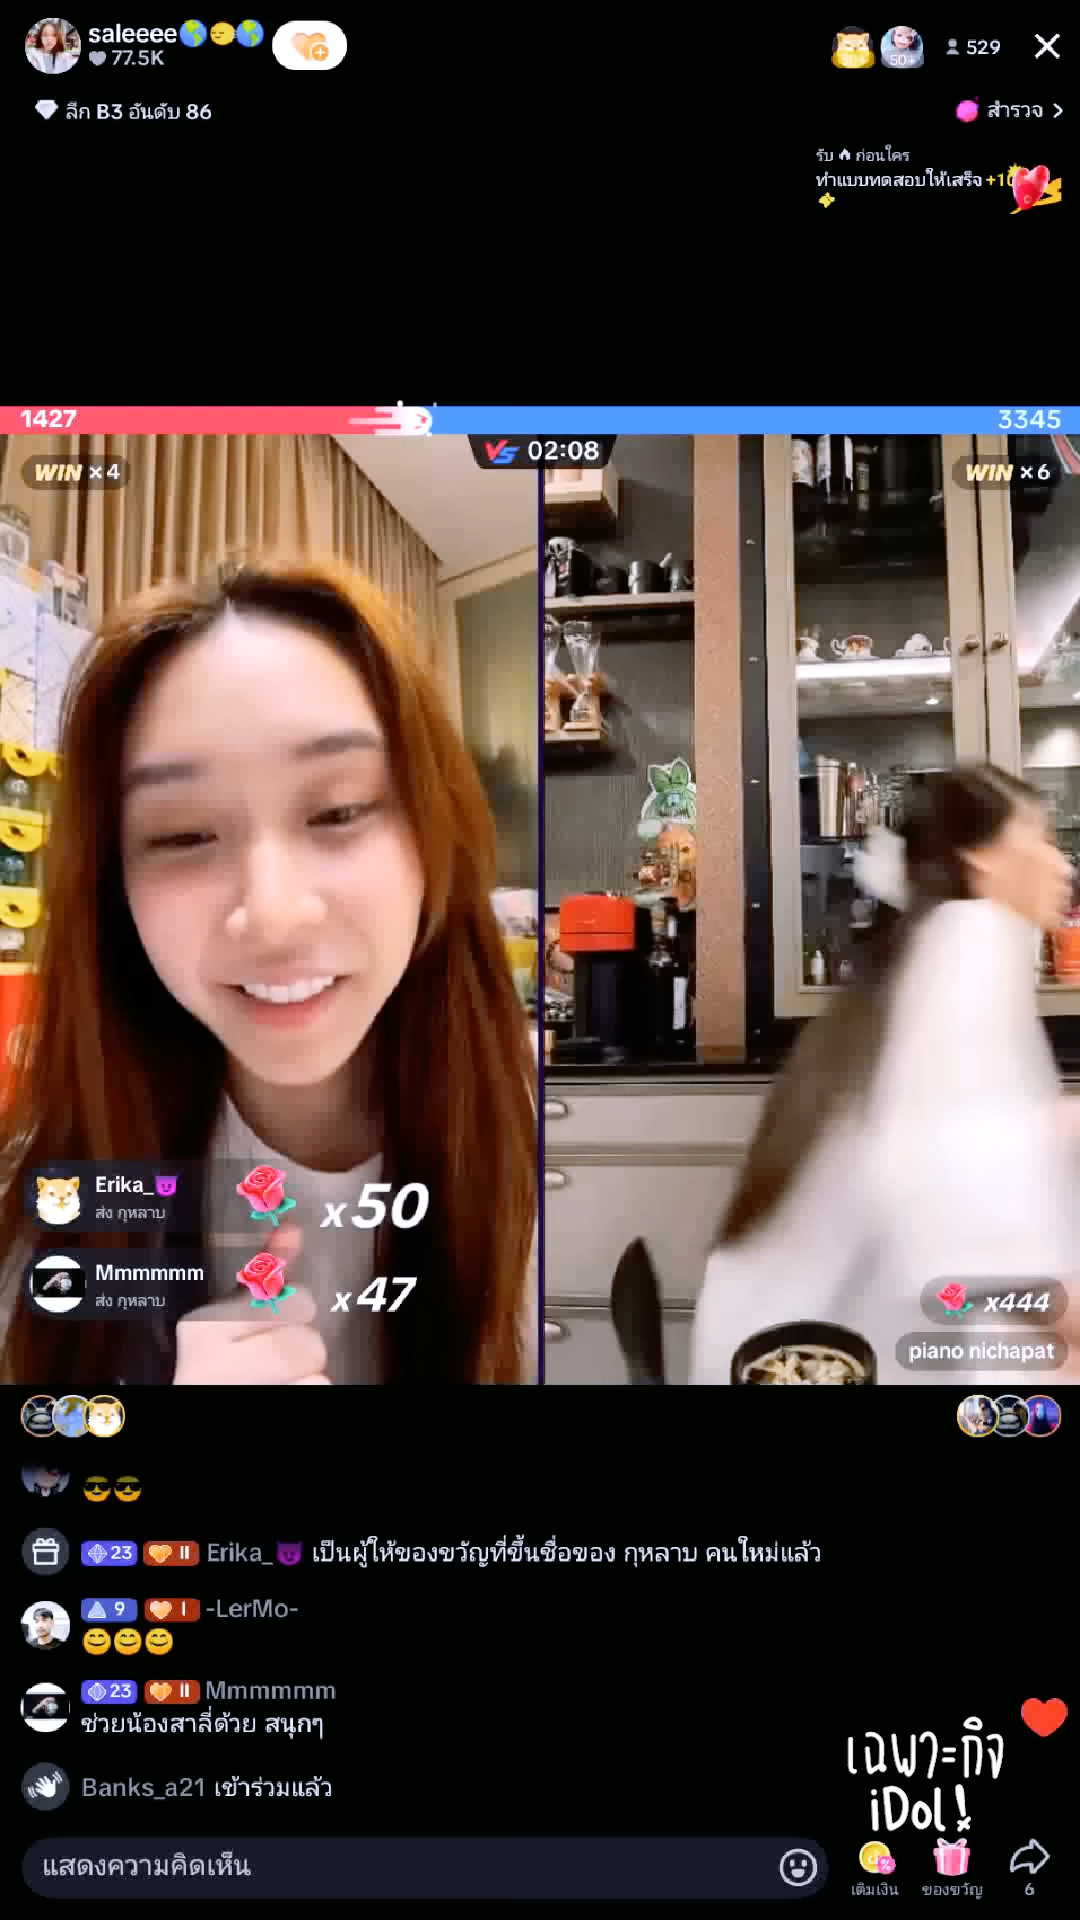 saleeee🌎😴🌎
77.5K
50+
50+
529
ลีก B3 อันดับ 86
สำรวจ >
รับ 🔥 ก่อนใคร
ทำแบบทดสอบให้เสร็จ +10
1427
3345
VS 02:08
WIN ×4
WIN ×6
Erika_😈
ส่ง กุหลาบ
x50
Mmmmmm
ส่ง กุหลาบ
x47
x444
piano nichapat
😎😎
23 II Erika_😈 เป็นผู้ให้ของขวัญที่ขึ้นชื่อของ กุหลาบ คนใหม่แล้ว
9 I -LerMo-
😊😊😊
23 II Mmmmmm
ช่วยน้องสาลี่ด้วย สนุกๆ
Banks_a21 เข้าร่วมแล้ว
เฉพาะกิจ
iDol!
แสดงความคิดเห็น
เติมเงิน
ของขวัญ
6